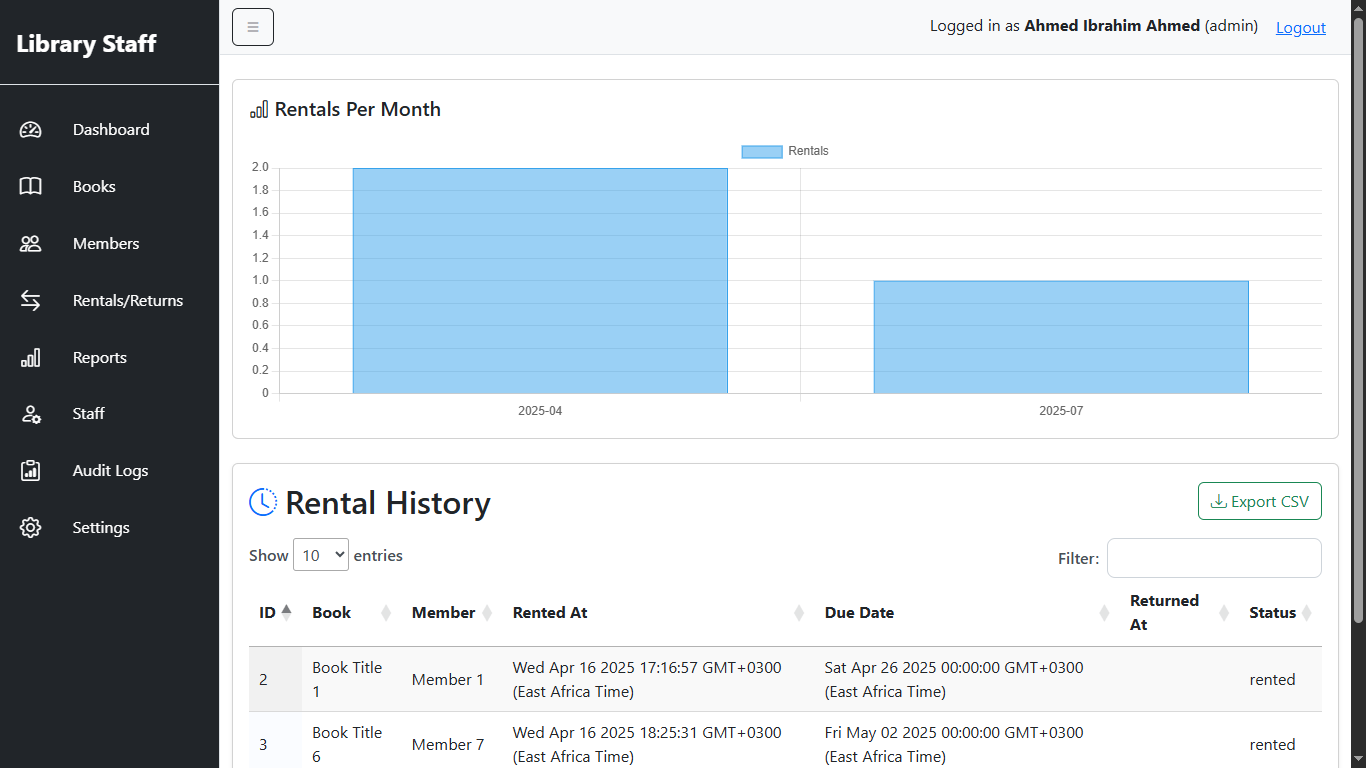 Library Staff
Logged in as Ahmed Ibrahim Ahmed (admin) Logout
Dashboard
Books
Members
Rentals/Returns
Reports
Staff
Audit Logs
Settings
Rentals Per Month
Rentals
2.0
1.8
1.6
1.4
1.2
1.0
0.8
0.6
0.4
0.2
0
2025-04 2025-07
Rental History
Export CSV
Show 10 entries
Filter:
ID Book Member Rented At Due Date Returned At Status
2 Book Title 1 Member 1 Wed Apr 16 2025 17:16:57 GMT+0300 (East Africa Time) Sat Apr 26 2025 00:00:00 GMT+0300 (East Africa Time) rented
3 Book Title 6 Member 7 Wed Apr 16 2025 18:25:31 GMT+0300 (East Africa Time) Fri May 02 2025 00:00:00 GMT+0300 (East Africa Time) rented